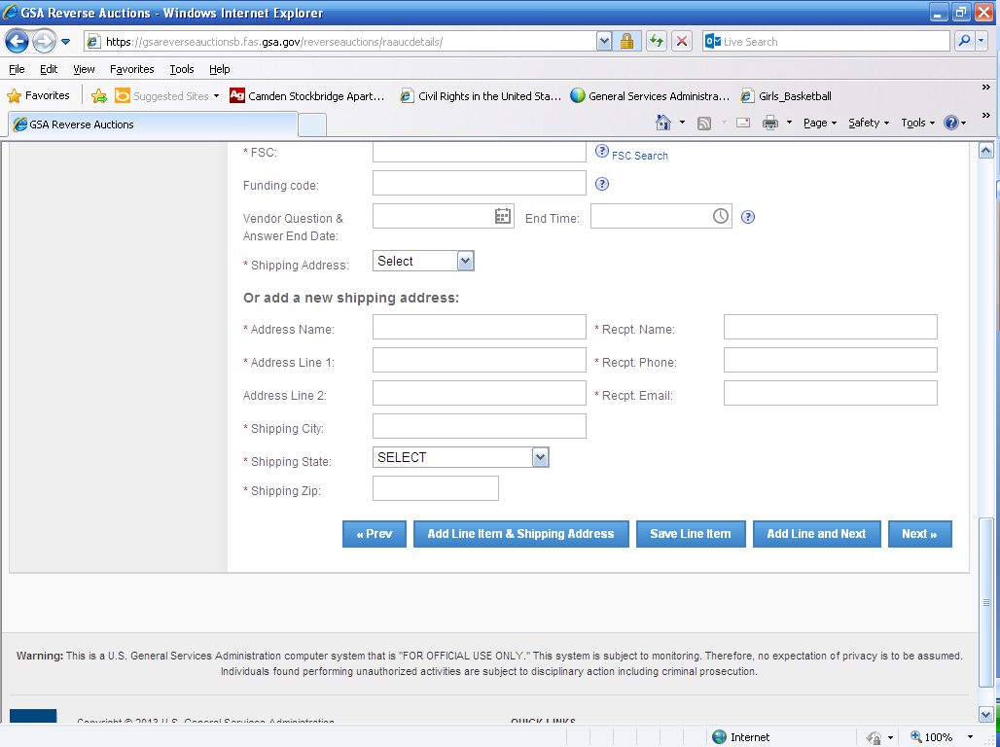 GSA Reverse Auctions - Windows Internet Explorer
https://gsareverseauctionsb.fas.gsa.gov/reverseauctions/raaucdetails/
Live Search
File Edit View Favorites Tools Help
Favorites Suggested Sites Camden Stockbridge Apart... Civil Rights in the United Sta... General Services Administra... Girls_Basketball
GSA Reverse Auctions
Page Safety Tools
* FSC: FSC Search
Funding code:
Vendor Question &
Answer End Date: End Time:
* Shipping Address: Select
Or add a new shipping address:
* Address Name: * Recpt. Name:
* Address Line 1: * Recpt. Phone:
Address Line 2: * Recpt. Email:
* Shipping City:
* Shipping State: SELECT
* Shipping Zip:
« Prev Add Line Item & Shipping Address Save Line Item Add Line and Next Next »
Warning: This is a U.S. General Services Administration computer system that is "FOR OFFICIAL USE ONLY." This system is subject to monitoring. Therefore, no expectation of privacy is to be assumed.
Individuals found performing unauthorized activities are subject to disciplinary action including criminal prosecution.
Copyright © 2013 U.S. General Services Administration QUICK LINKS
Internet 100%